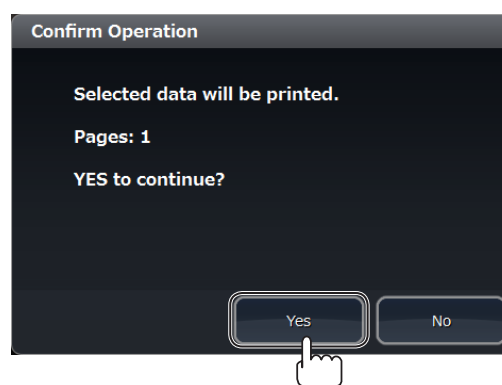 Confirm Operation
Selected data will be printed.
Pages: 1
YES to continue?
Yes No